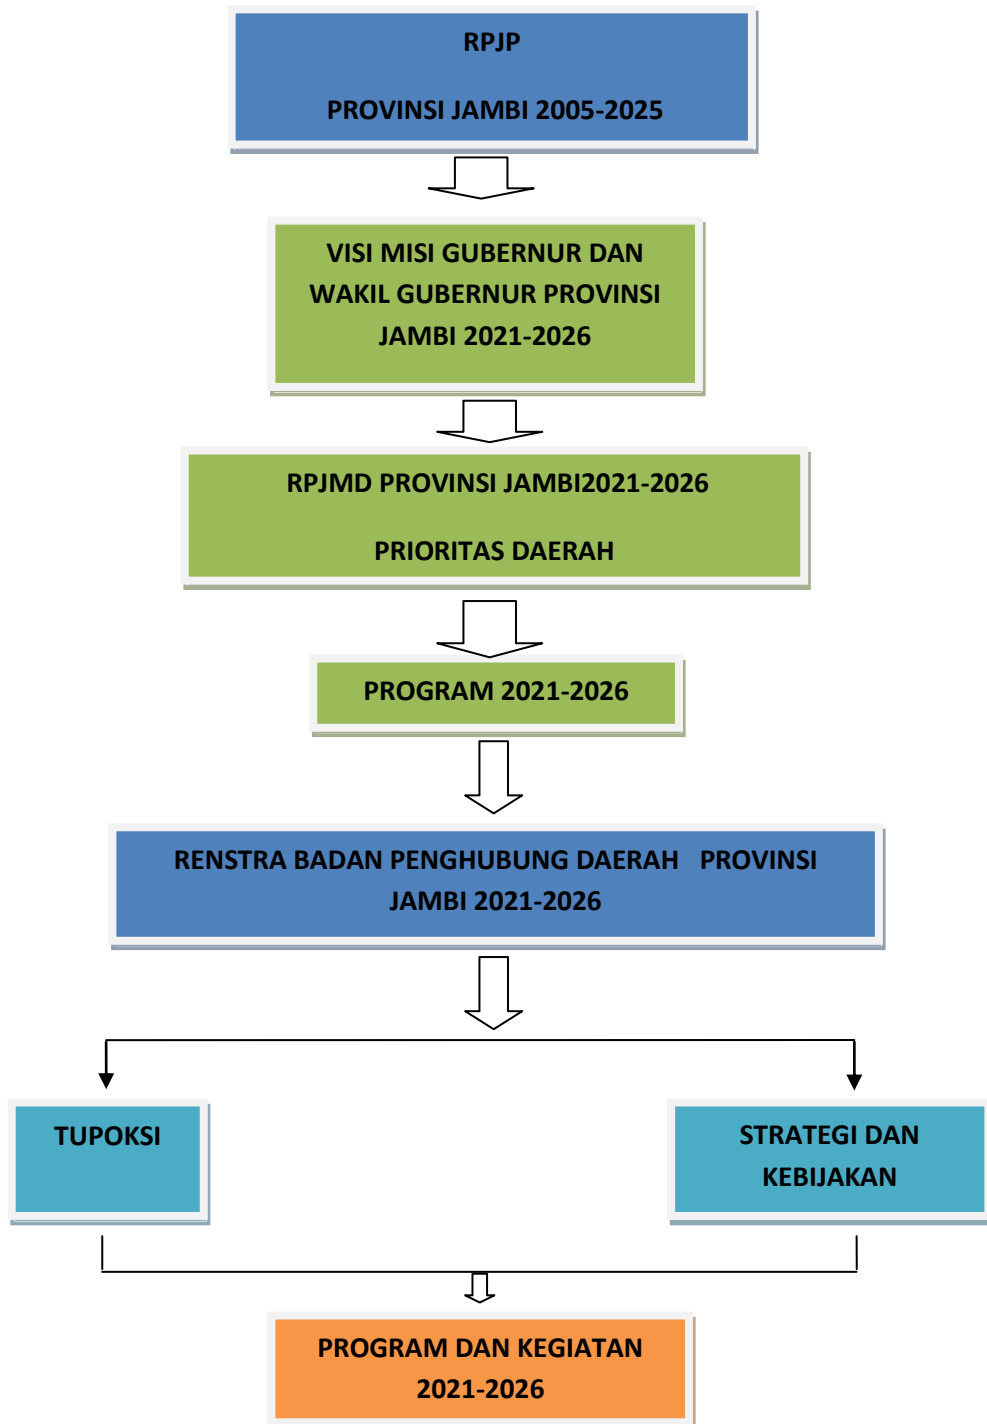 RPJP
PROVINSI JAMBI 2005-2025
VISI MISI GUBERNUR DAN
WAKIL GUBERNUR PROVINSI
JAMBI 2021-2026
RPJMD PROVINSI JAMBI2021-2026
PRIORITAS DAERAH
PROGRAM 2021-2026
RENSTRA BADAN PENGHUBUNG DAERAH PROVINSI
JAMBI 2021-2026
TUPOKSI
STRATEGI DAN
KEBIJAKAN
PROGRAM DAN KEGIATAN
2021-2026